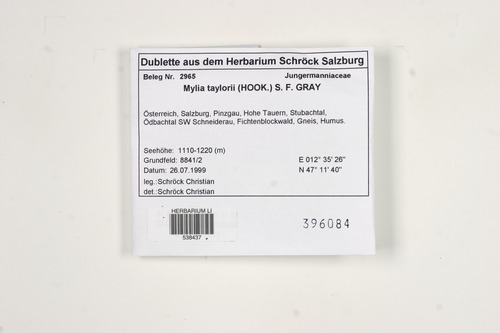 Dublette aus dem Herbarium Schröck Salzburg
Beleg Nr. 2965 Jungermanniaceae
Mylia taylorii (HOOK.) S. F. GRAY
Österreich, Salzburg, Pinzgau, Hohe Tauern, Stubachtal,
Ödbachtal SW Schneiderau, Fichtenblockwald, Gneis, Humus.
Seehöhe: 1110-1220 (m)
Grundfeld: 8841/2 E 012° 35' 26"
Datum: 26.07.1999 N 47° 11' 40"
leg.:Schröck Christian
det.:Schröck Christian
HERBARIUM LI
538437
396084